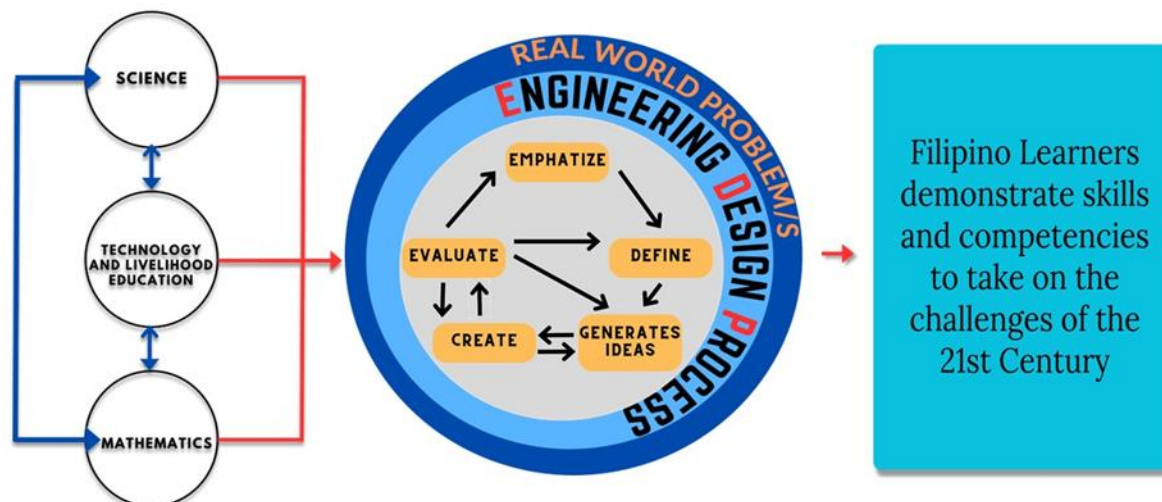 SCIENCE
TECHNOLOGY
AND LIVELIHOOD
EDUCATION
MATHEMATICS
REAL WORLD PROBLEM/S
ENGINEERING DESIGN PROCESS
EMPHATIZE
EVALUATE
DEFINE
CREATE
GENERATES
IDEAS
Filipino Learners
demonstrate skills
and competencies
to take on the
challenges of the
21st Century